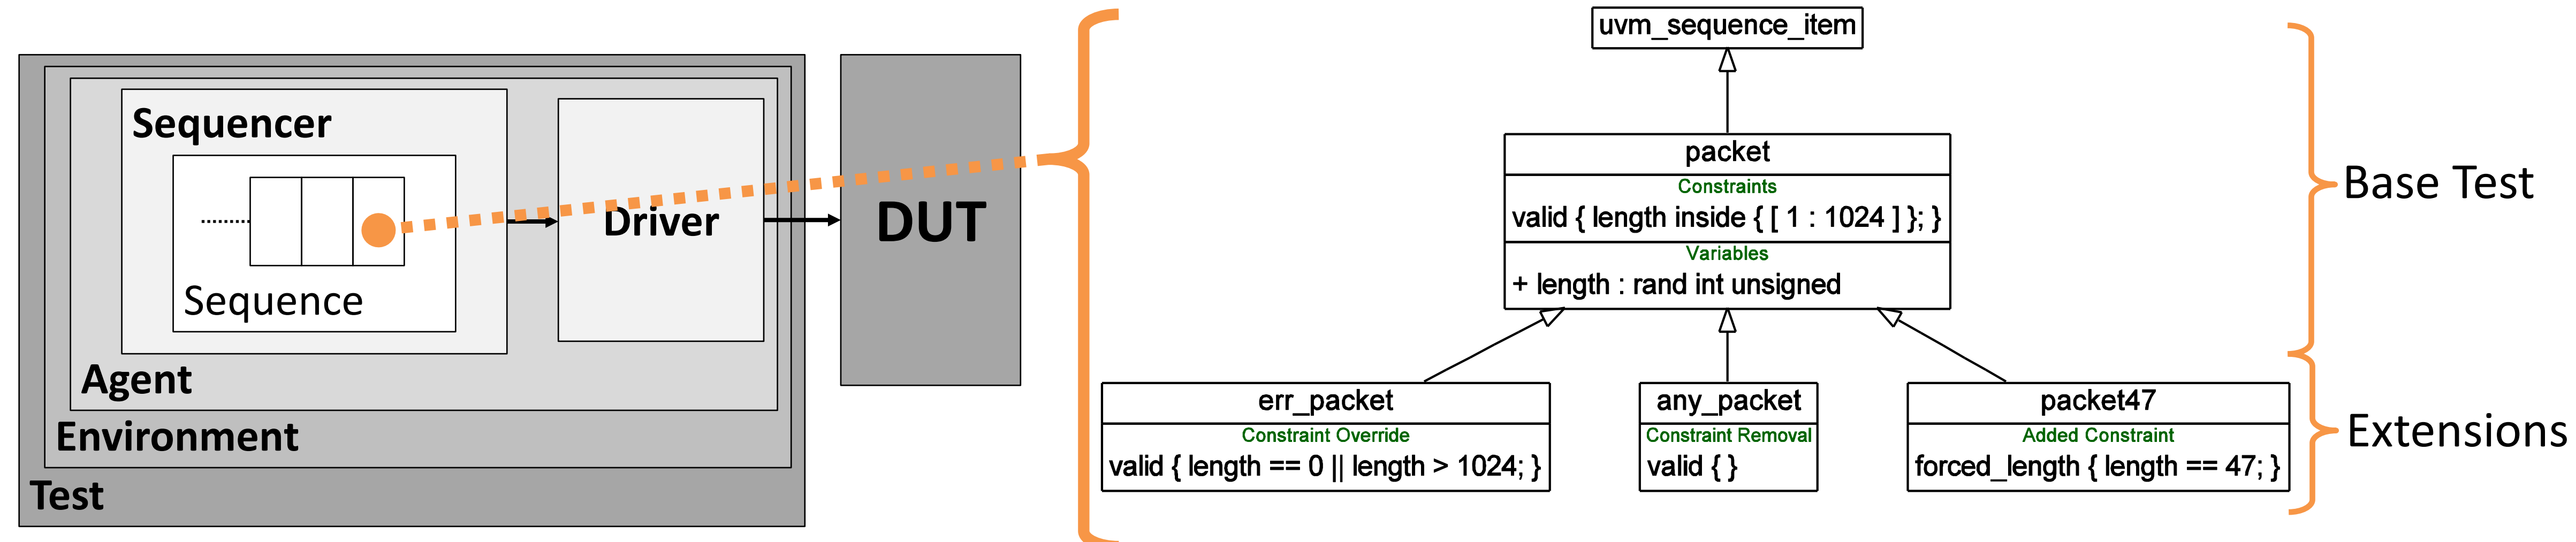 Sequencer
Sequence
Driver
Agent
Environment
Test
DUT
uvm_sequence_item
packet
Constraints
valid { length inside { [ 1 : 1024 ] }; }
Variables
+ length : rand int unsigned
err_packet
Constraint Override
valid { length == 0 || length > 1024; }
any_packet
Constraint Removal
valid { }
packet47
Added Constraint
forced_length { length == 47; }
Base Test
Extensions